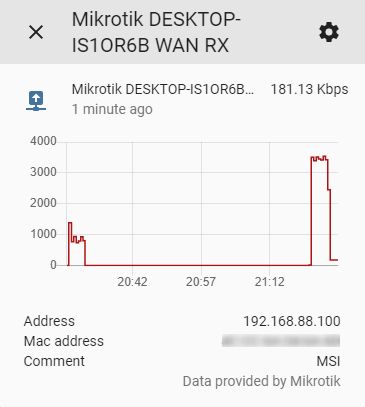 Mikrotik DESKTOP-
IS1OR6B WAN RX
Mikrotik DESKTOP-IS1OR6B… 181.13 Kbps
1 minute ago
4000
3000
2000
1000
0
20:42 20:57 21:12
Address 192.168.88.100
Mac address
Comment MSI
Data provided by Mikrotik